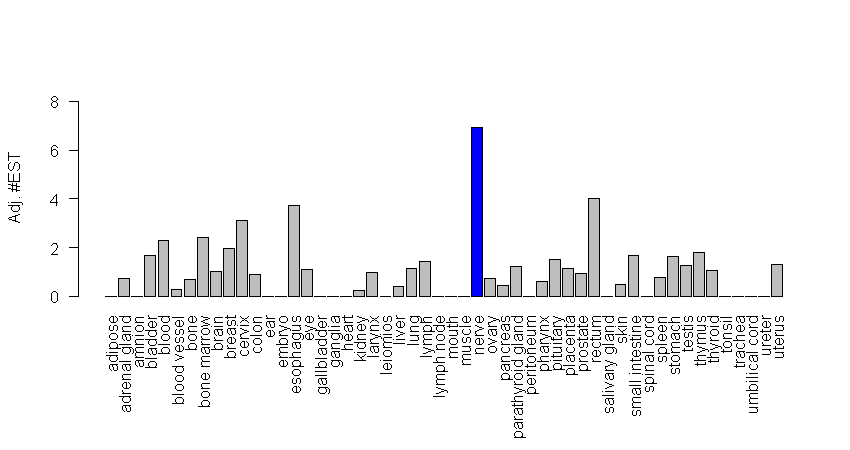 Adj. #EST
8
6
4
2
0
adipose
adrenal gland
amnion
bladder
blood
blood vessel
bone
bone marrow
brain
breast
cervix
colon
ear
embryo
esophagus
eye
gallbladder
ganglia
heart
kidney
larynx
leiomios
liver
lung
lymph
lymph node
mouth
muscle
nerve
ovary
pancreas
parathyroid gland
peritoneum
pharynx
pituitary
placenta
prostate
rectum
salivary gland
skin
small intestine
spinal cord
spleen
stomach
testis
thymus
thyroid
tonsil
trachea
umbilical cord
ureter
uterus